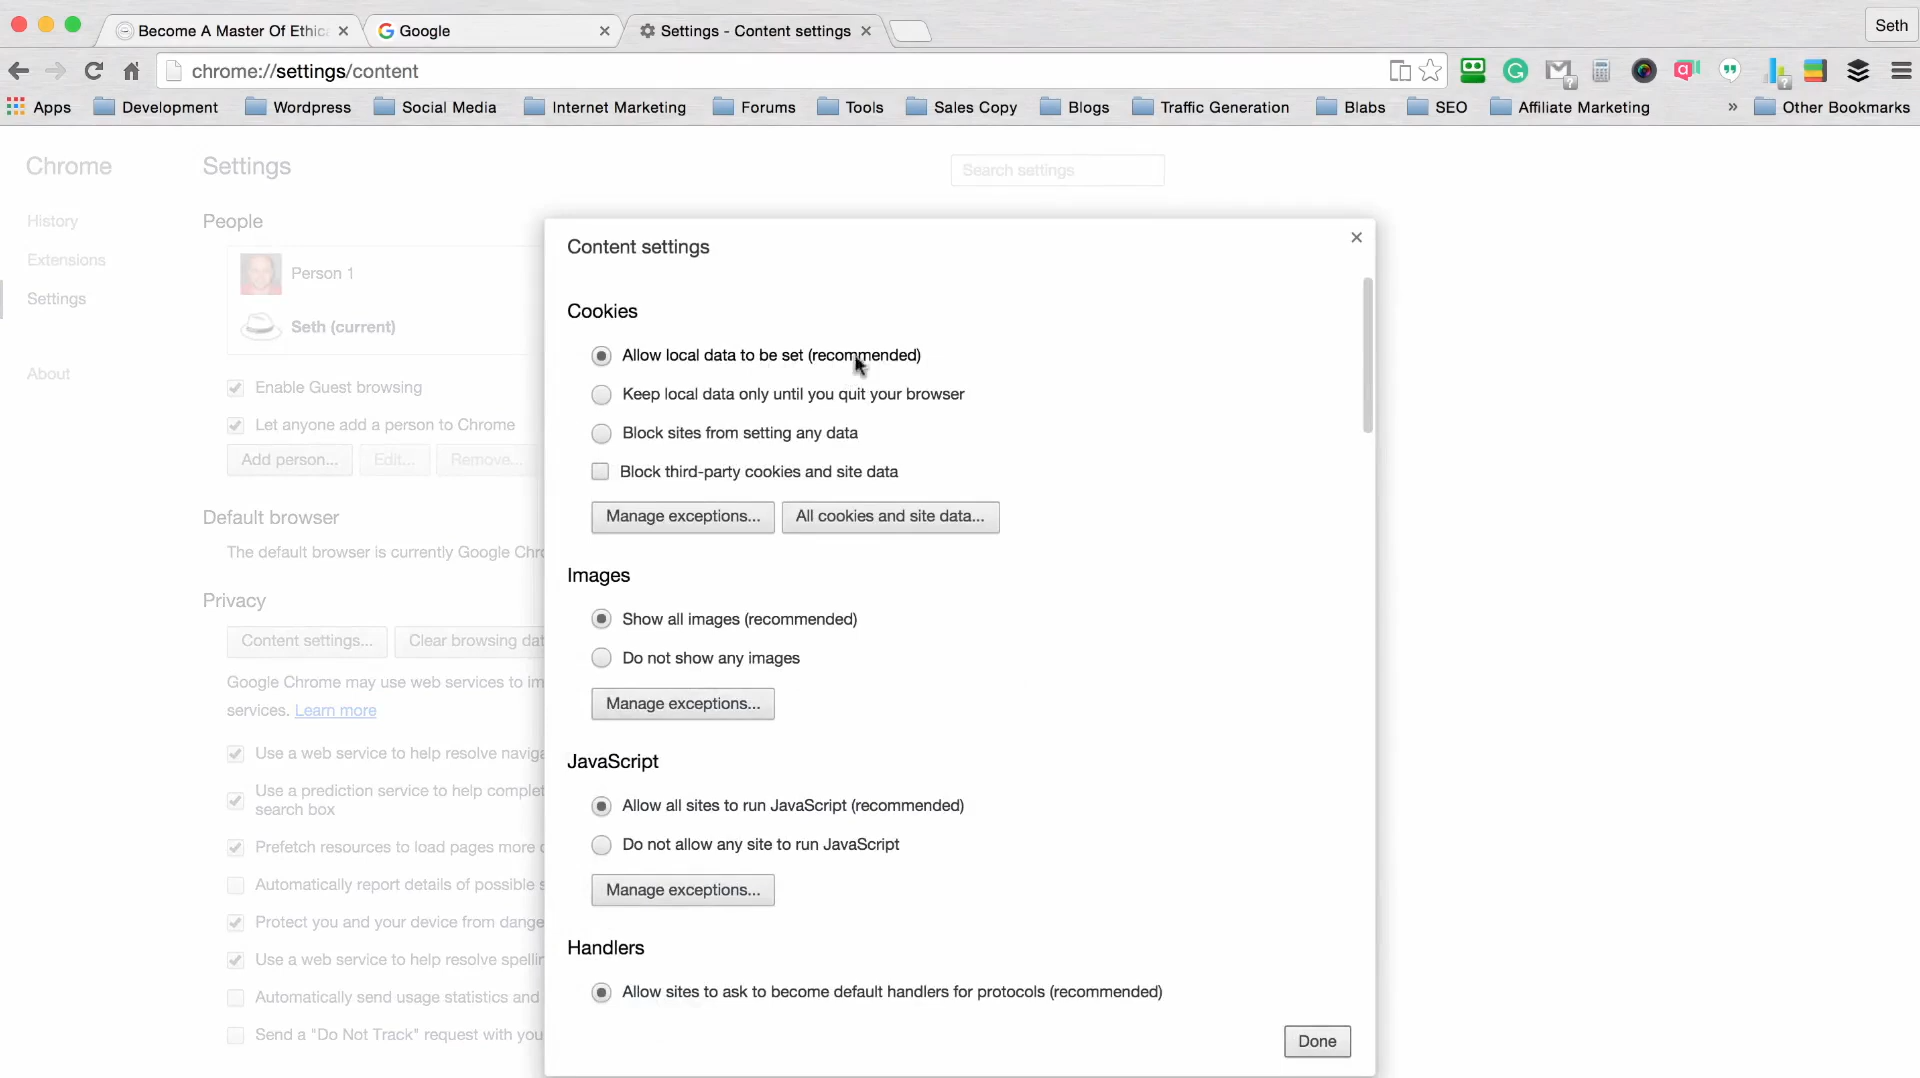 Become A Master Of Ethica
Google
Settings - Content settings
Seth
chrome://settings/content
Apps
Development
Wordpress
Social Media
Internet Marketing
Forums
Tools
Sales Copy
Blogs
Traffic Generation
Blabs
SEO
Affiliate Marketing
»
Other Bookmarks
Chrome
History
Extensions
Settings
About
Settings
Search settings
People
Person 1
Seth (current)
Enable Guest browsing
Let anyone add a person to Chrome
Add person...
Edit...
Remove...
Default browser
The default browser is currently Google Chro
Privacy
Content settings...
Clear browsing dat
Google Chrome may use web services to im
services. Learn more
Use a web service to help resolve naviga
Use a prediction service to help complet
search box
Prefetch resources to load pages more q
Automatically report details of possible s
Protect you and your device from dange
Use a web service to help resolve spellin
Automatically send usage statistics and
Send a "Do Not Track" request with you
Content settings
Cookies
Allow local data to be set (recommended)
Keep local data only until you quit your browser
Block sites from setting any data
Block third-party cookies and site data
Manage exceptions...
All cookies and site data...
Images
Show all images (recommended)
Do not show any images
Manage exceptions...
JavaScript
Allow all sites to run JavaScript (recommended)
Do not allow any site to run JavaScript
Manage exceptions...
Handlers
Allow sites to ask to become default handlers for protocols (recommended)
Done